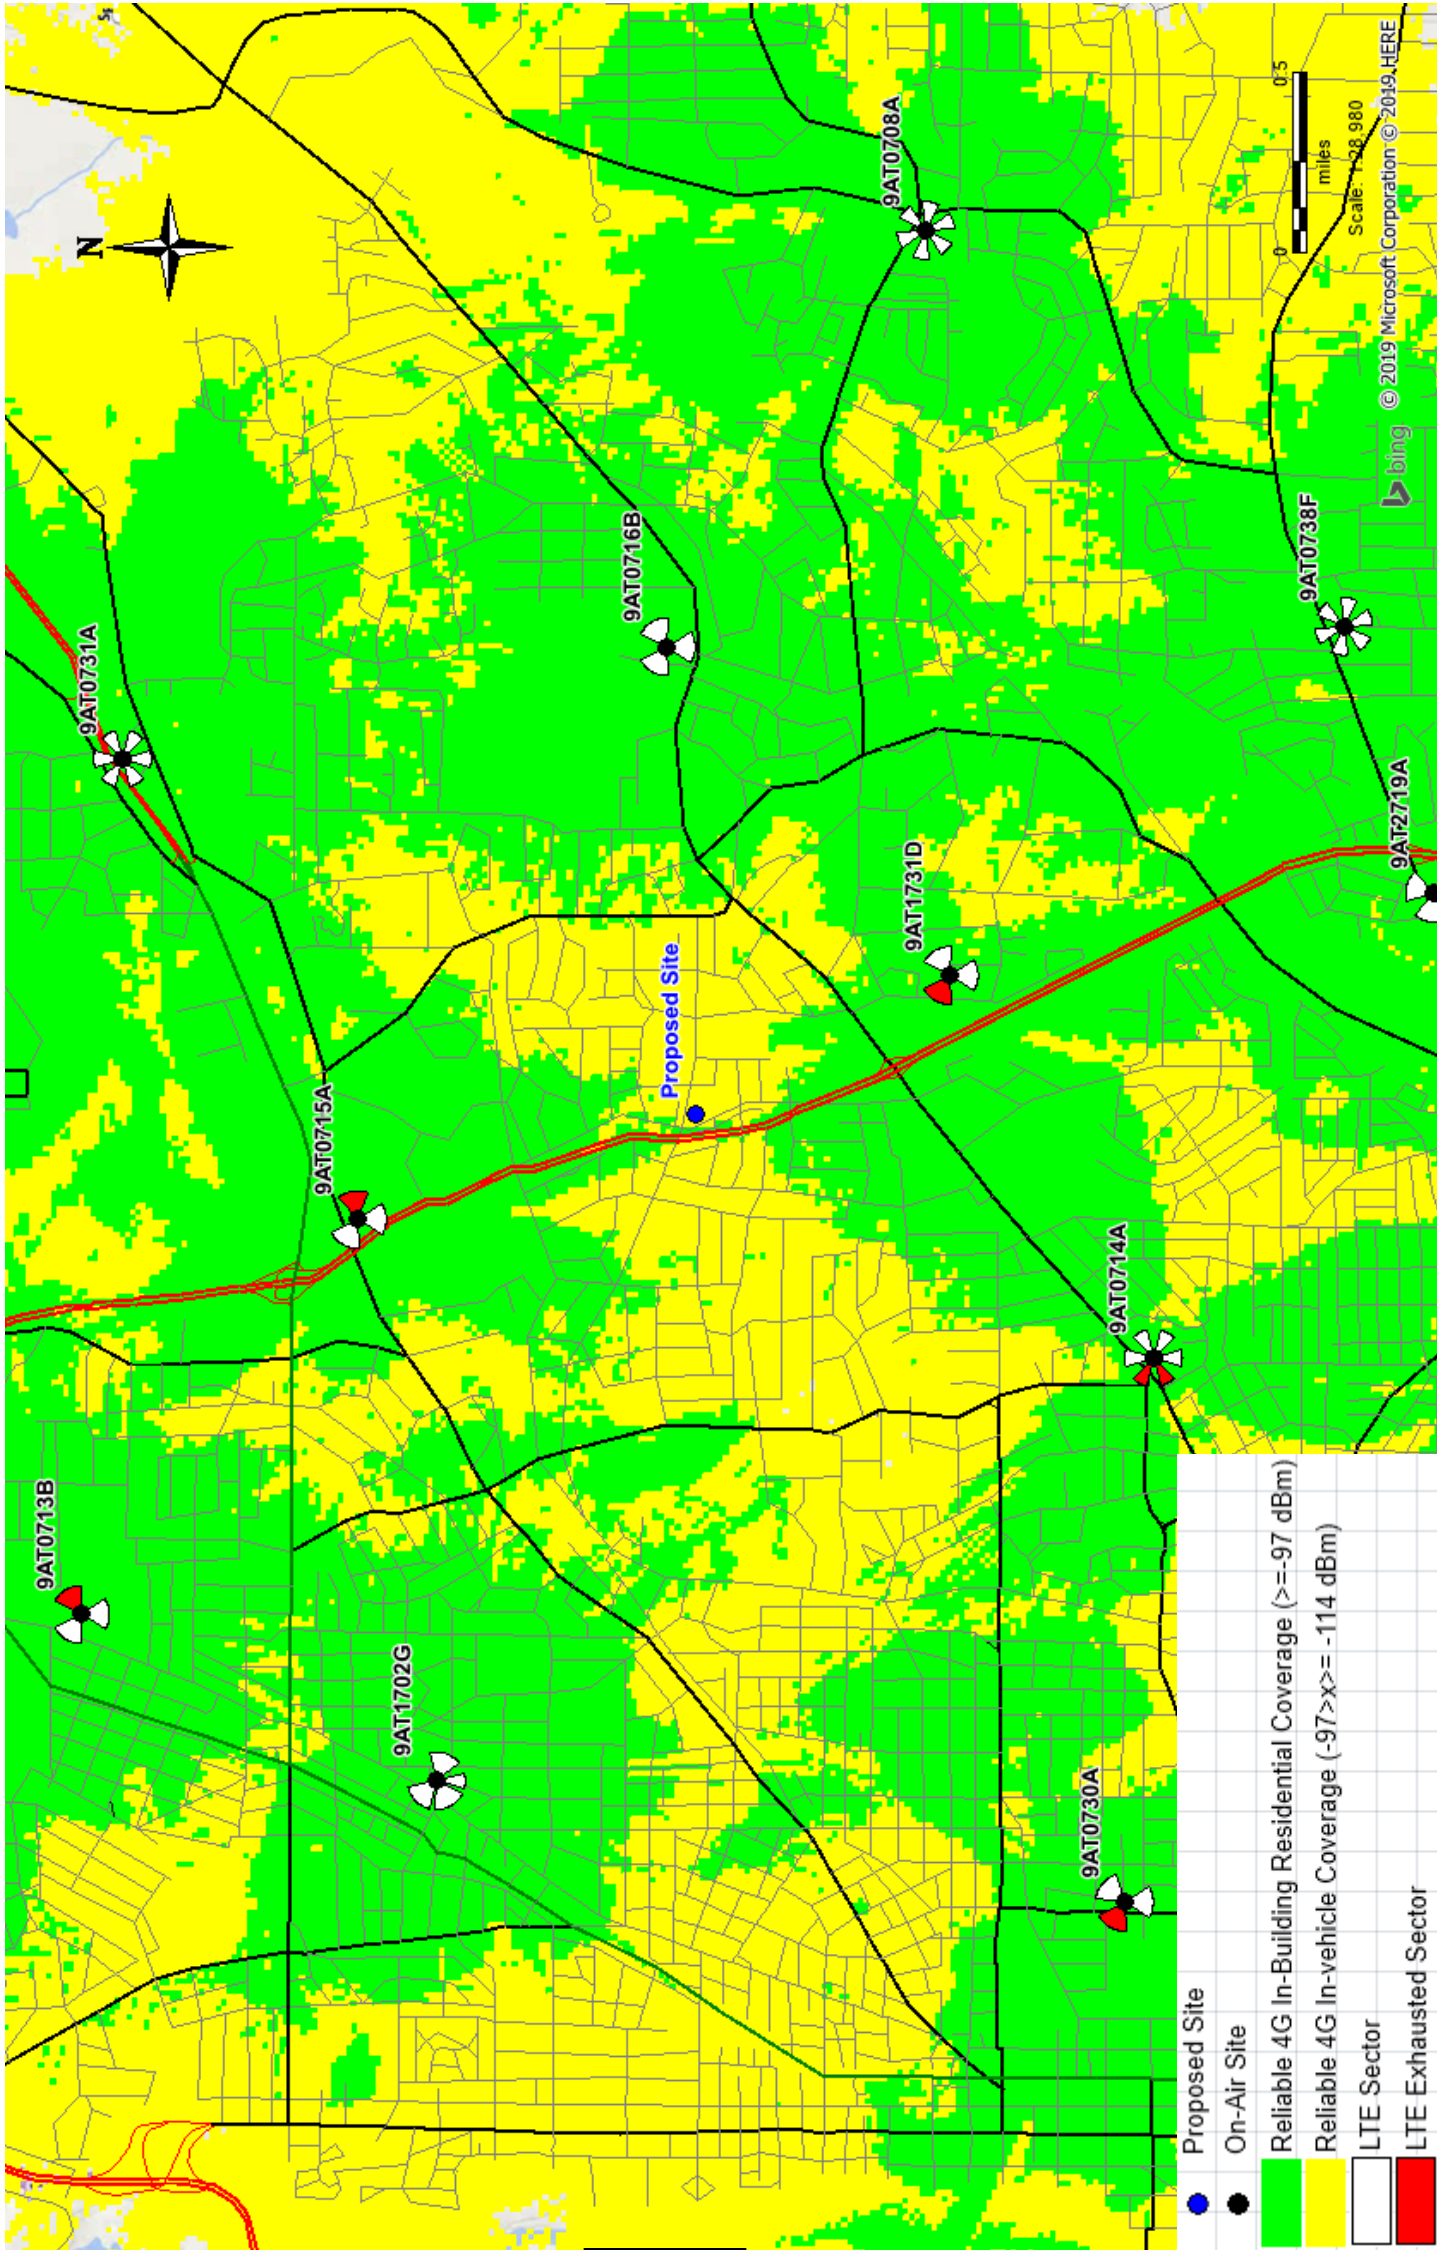 N
9AT0731A
9AT0708A
9AT0716B
9AT0715A
9AT0713B
Proposed Site
9AT1731D
9AT1702G
9AT0738F
9AT2719A
9AT0714A
9AT0730A
0
0.5
miles
Scale: 1:28,980
bing
© 2019 Microsoft Corporation © 2019 HERE
Proposed Site
On-Air Site
Reliable 4G In-Building Residential Coverage (>=-97 dBm)
Reliable 4G In-vehicle Coverage (-97>x>= -114 dBm)
LTE Sector
LTE Exhausted Sector